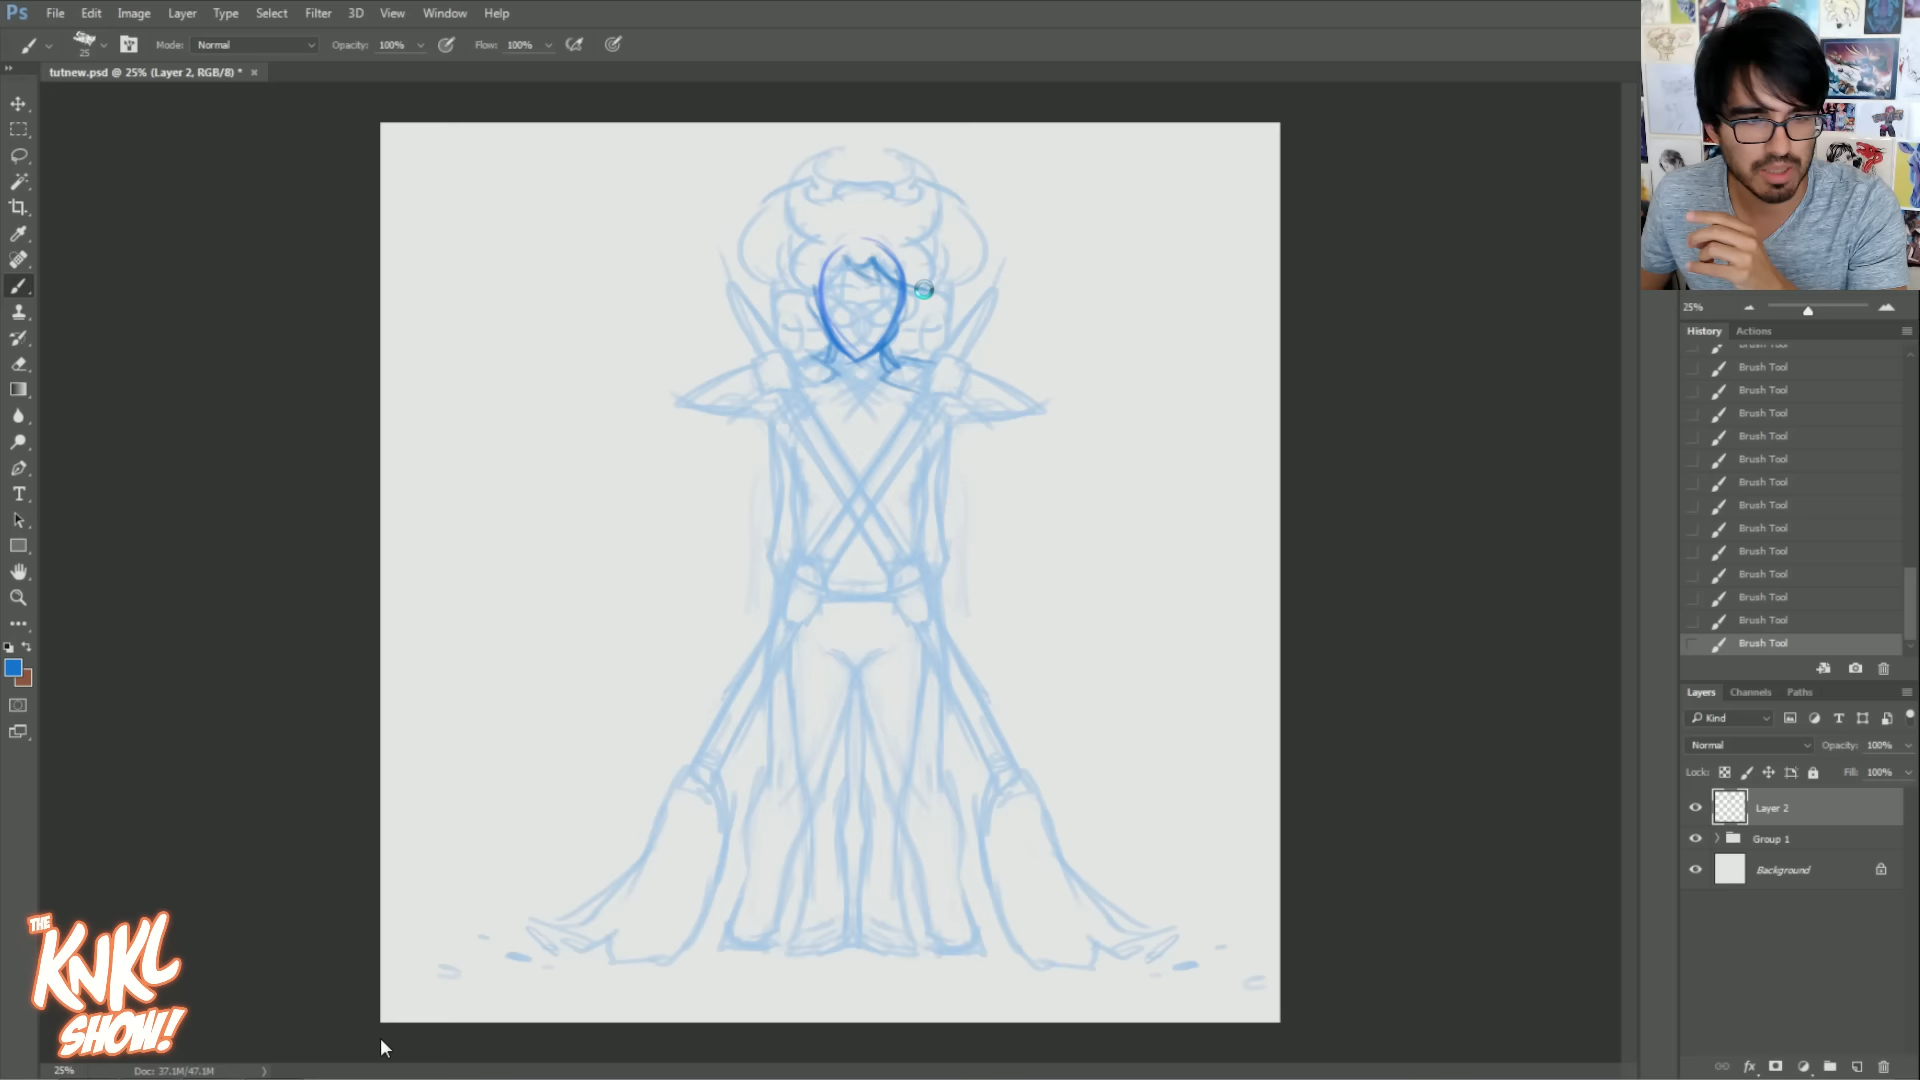 Ps File Edit Image Layer Type Select Filter 3D View Window Help
25 Mode: Normal Opacity: 100% Flow: 100%
tutnew.psd @ 25% (Layer 2, RGB/8) * ×
25%
History Actions
Brush Tool
Brush Tool
Brush Tool
Brush Tool
Brush Tool
Brush Tool
Brush Tool
Brush Tool
Brush Tool
Brush Tool
Brush Tool
Brush Tool
Brush Tool
Brush Tool
Layers Channels Paths
Kind
Normal Opacity: 100%
Lock: Fill: 100%
Layer 2
Group 1
Background
THE
KNKL
SHOW!
25% Doc: 37.1M/47.1M